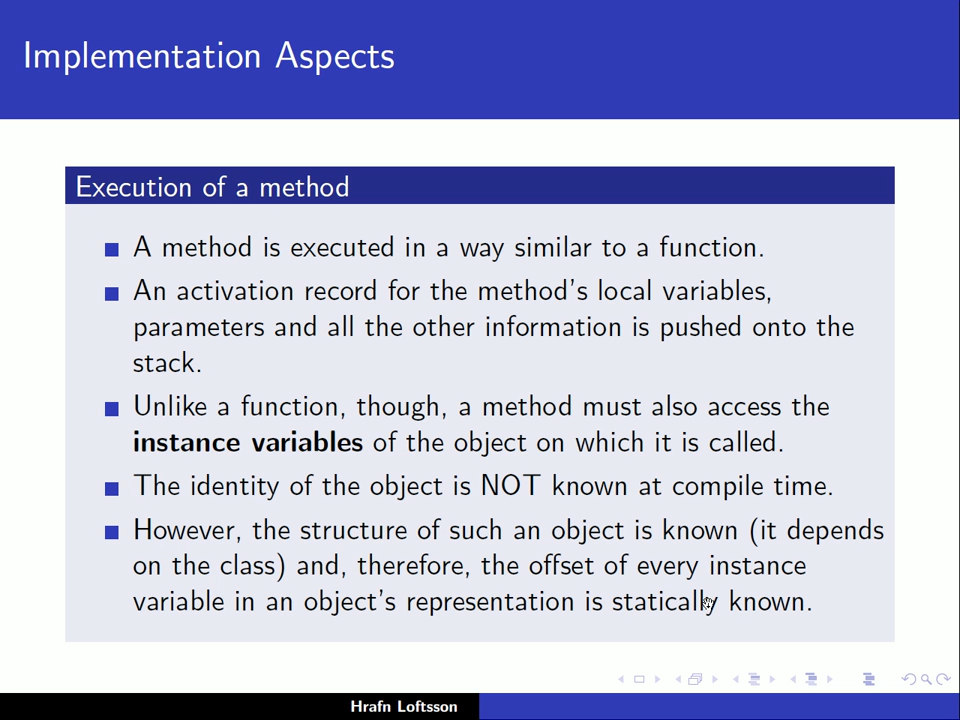 Implementation Aspects
Execution of a method
A method is executed in a way similar to a function.
An activation record for the method's local variables,
parameters and all the other information is pushed onto the
stack.
Unlike a function, though, a method must also access the
instance variables of the object on which it is called.
The identity of the object is NOT known at compile time.
However, the structure of such an object is known (it depends
on the class) and, therefore, the offset of every instance
variable in an object's representation is statically known.
Hrafn Loftsson